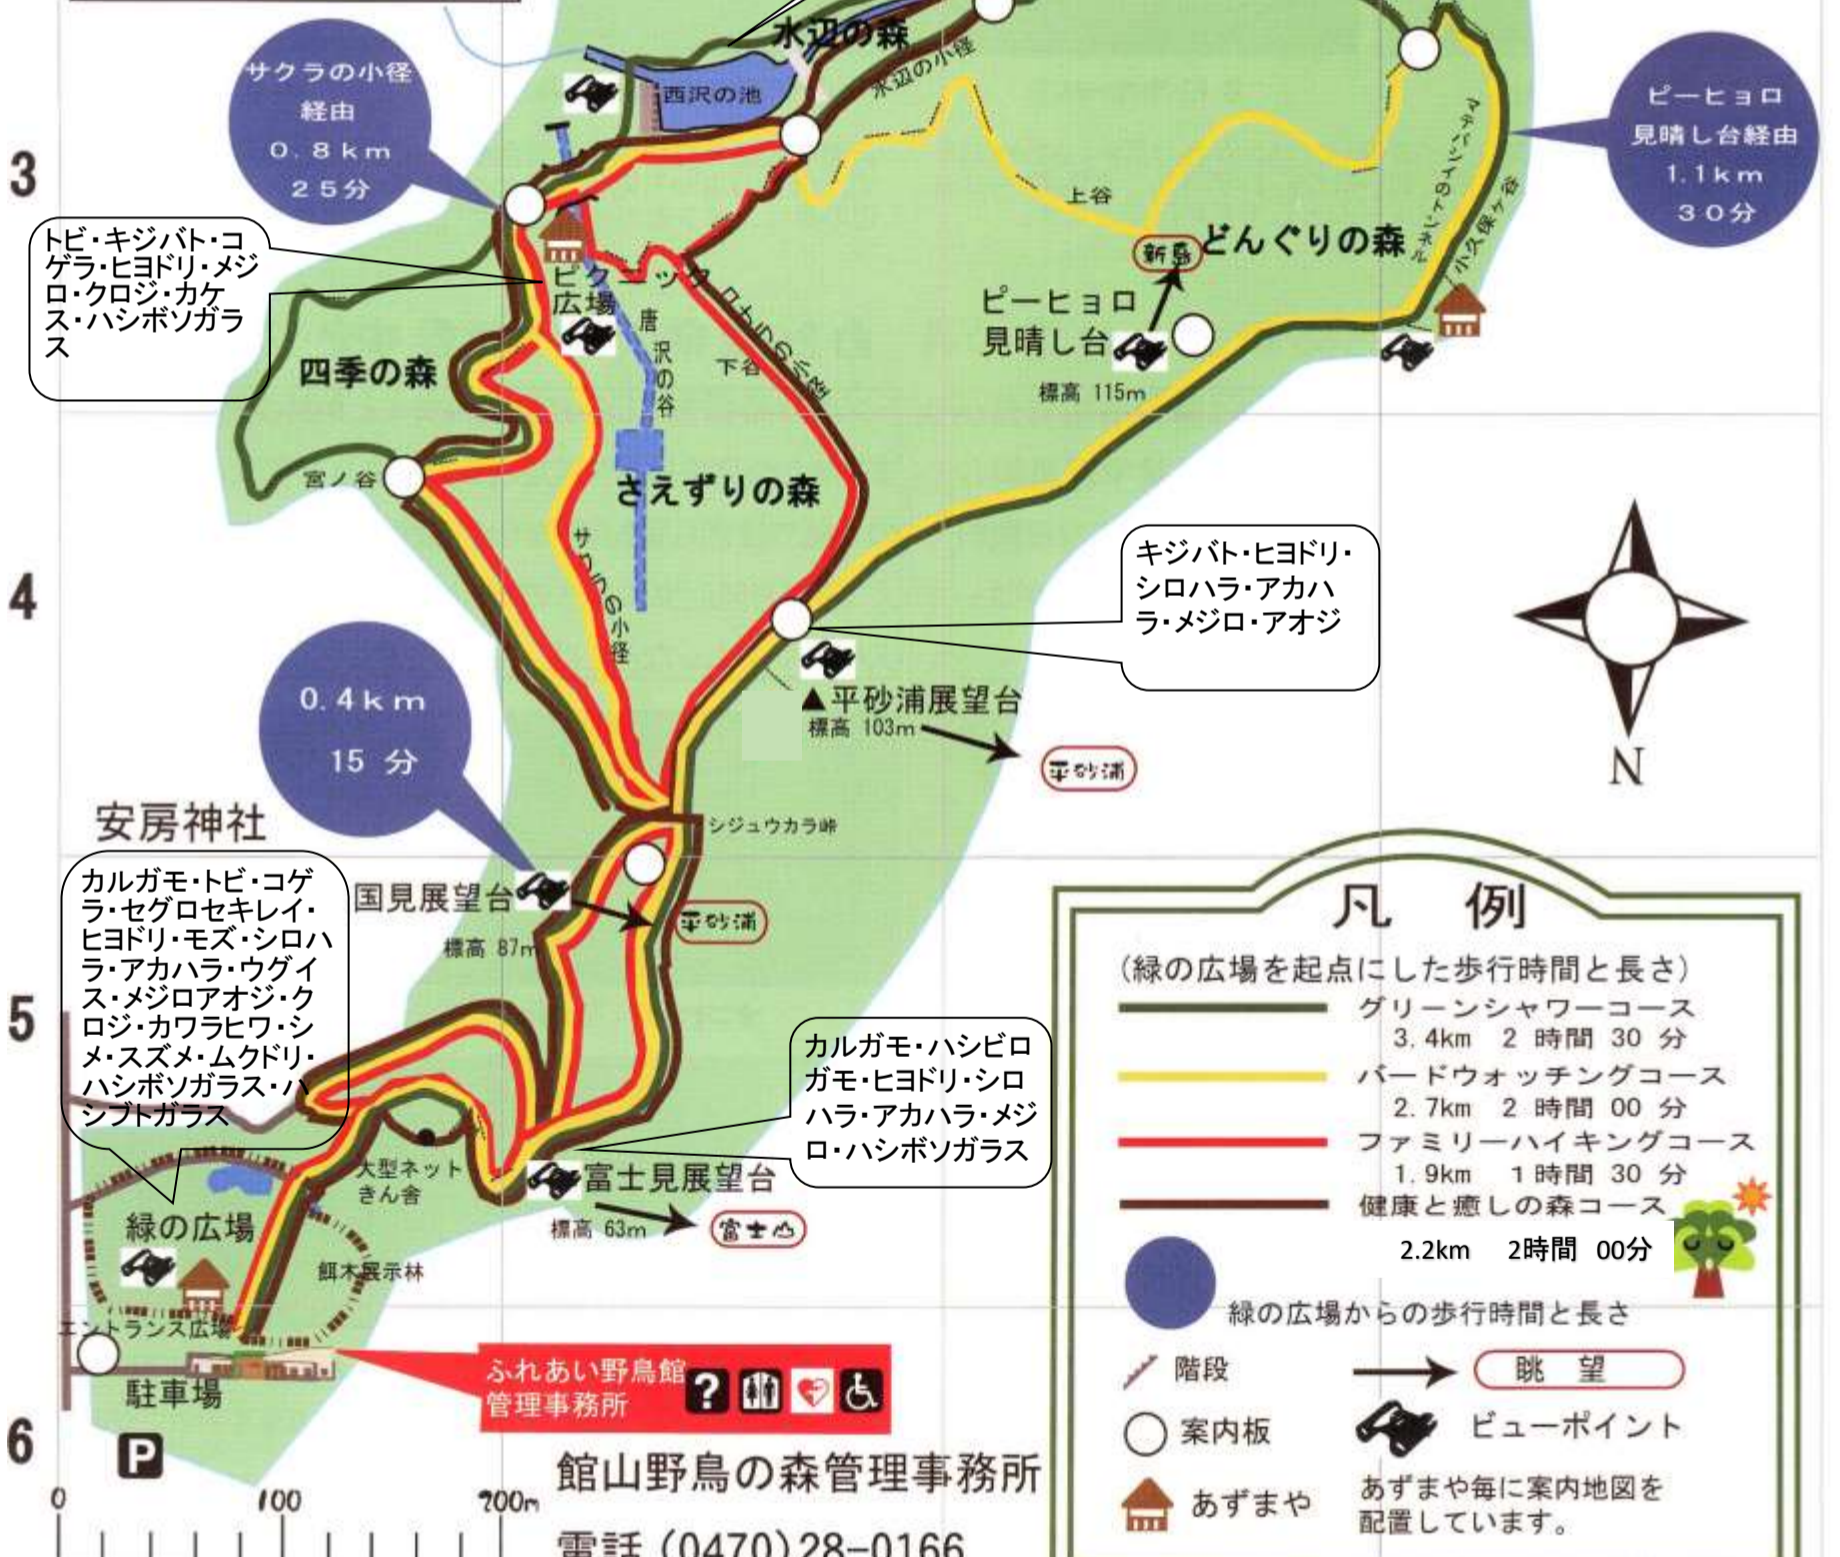 水辺の森
水辺の小径
西沢の池
サクラの小径
経由
0.8km
25分
3
ピーヒョロ
見晴し台経由
1.1km
30分
マテバシイのトンネル
小久保ヶ谷
上谷
どんぐりの森
新島
トビ・キジバト・コ
ゲラ・ヒヨドリ・メジ
ロ・クロジ・カケ
ス・ハシボソガラ
ス
ピクニック
広場
唐沢の谷
下谷
ピーヒョロ
見晴し台
標高 115m
四季の森
宮ノ谷
さえずりの森
サクラの小径
4
キジバト・ヒヨドリ・
シロハラ・アカハ
ラ・メジロ・アオジ
▲平砂浦展望台
標高 103m
平砂浦
N
0.4km
15 分
安房神社
シジュウカラ峠
国見展望台
標高 87m
平砂浦
カルガモ・トビ・コゲ
ラ・セグロセキレイ・
ヒヨドリ・モズ・シロハ
ラ・アカハラ・ウグイ
ス・メジロアオジ・ク
ロジ・カワラヒワ・シ
メ・スズメ・ムクドリ・
ハシボソガラス・ハ
シブトガラス
5
カルガモ・ハシビロ
ガモ・ヒヨドリ・シロ
ハラ・アカハラ・メジ
ロ・ハシボソガラス
大型ネット
きん舎
富士見展望台
標高 63m
富士山
緑の広場
餌木展示林
エントランス広場
駐車場
P
6
ふれあい野鳥館
管理事務所
?
館山野鳥の森管理事務所
電話 (0470)28-0166
0 100 200m
凡 例
(緑の広場を起点にした歩行時間と長さ)
グリーンシャワーコース
3.4km 2 時間 30 分
バードウォッチングコース
2.7km 2 時間 00 分
ファミリーハイキングコース
1.9km 1 時間 30 分
健康と癒しの森コース
2.2km 2時間 00分
緑の広場からの歩行時間と長さ
階段
眺 望
案内板
ビューポイント
あずまや
あずまや毎に案内地図を
配置しています。